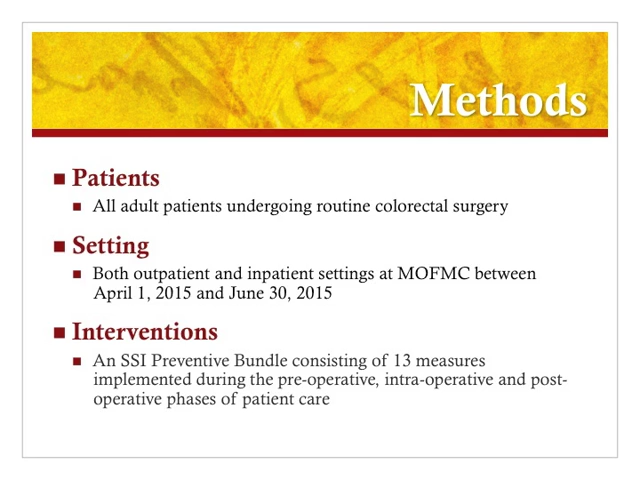 Methods
Patients
All adult patients undergoing routine colorectal surgery
Setting
Both outpatient and inpatient settings at MOFMC between
April 1, 2015 and June 30, 2015
Interventions
An SSI Preventive Bundle consisting of 13 measures
implemented during the pre-operative, intra-operative and post-
operative phases of patient care